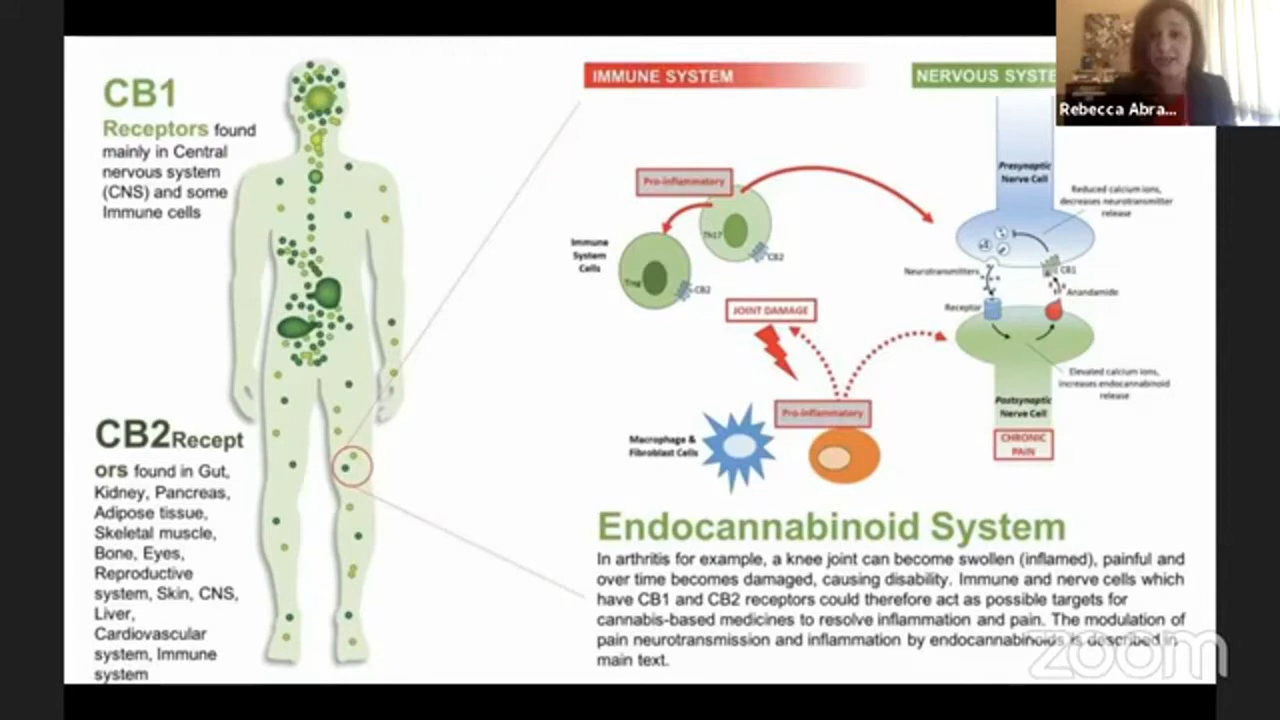 CB1
Receptors found
mainly in Central
nervous system
(CNS) and some
Immune cells
CB2Recept
ors found in Gut,
Kidney, Pancreas,
Adipose tissue,
Skeletal muscle,
Bone, Eyes,
Reproductive
system, Skin, CNS,
Liver,
Cardiovascular
system, Immune
system
IMMUNE SYSTEM
Pro-inflammatory
Th17
CB2
Immune
System
Cells
Treg
CB2
JOINT DAMAGE
Pro-inflammatory
Macrophage &
Fibroblast Cells
NERVOUS SYSTE
Presynaptic
Nerve Cell
Reduced calcium ions,
decreases neurotransmitter
release
Neurotransmitters
CB1
Anandamide
Receptor
Elevated calcium ions,
increases endocannabinoid
release
Postsynaptic
Nerve Cell
CHRONIC
PAIN
Endocannabinoid System
In arthritis for example, a knee joint can become swollen (inflamed), painful and
over time becomes damaged, causing disability. Immune and nerve cells which
have CB1 and CB2 receptors could therefore act as possible targets for
cannabis-based medicines to resolve inflammation and pain. The modulation of
pain neurotransmission and inflammation by endocannabinoids is described in
main text.
Rebecca Abra...
zoom